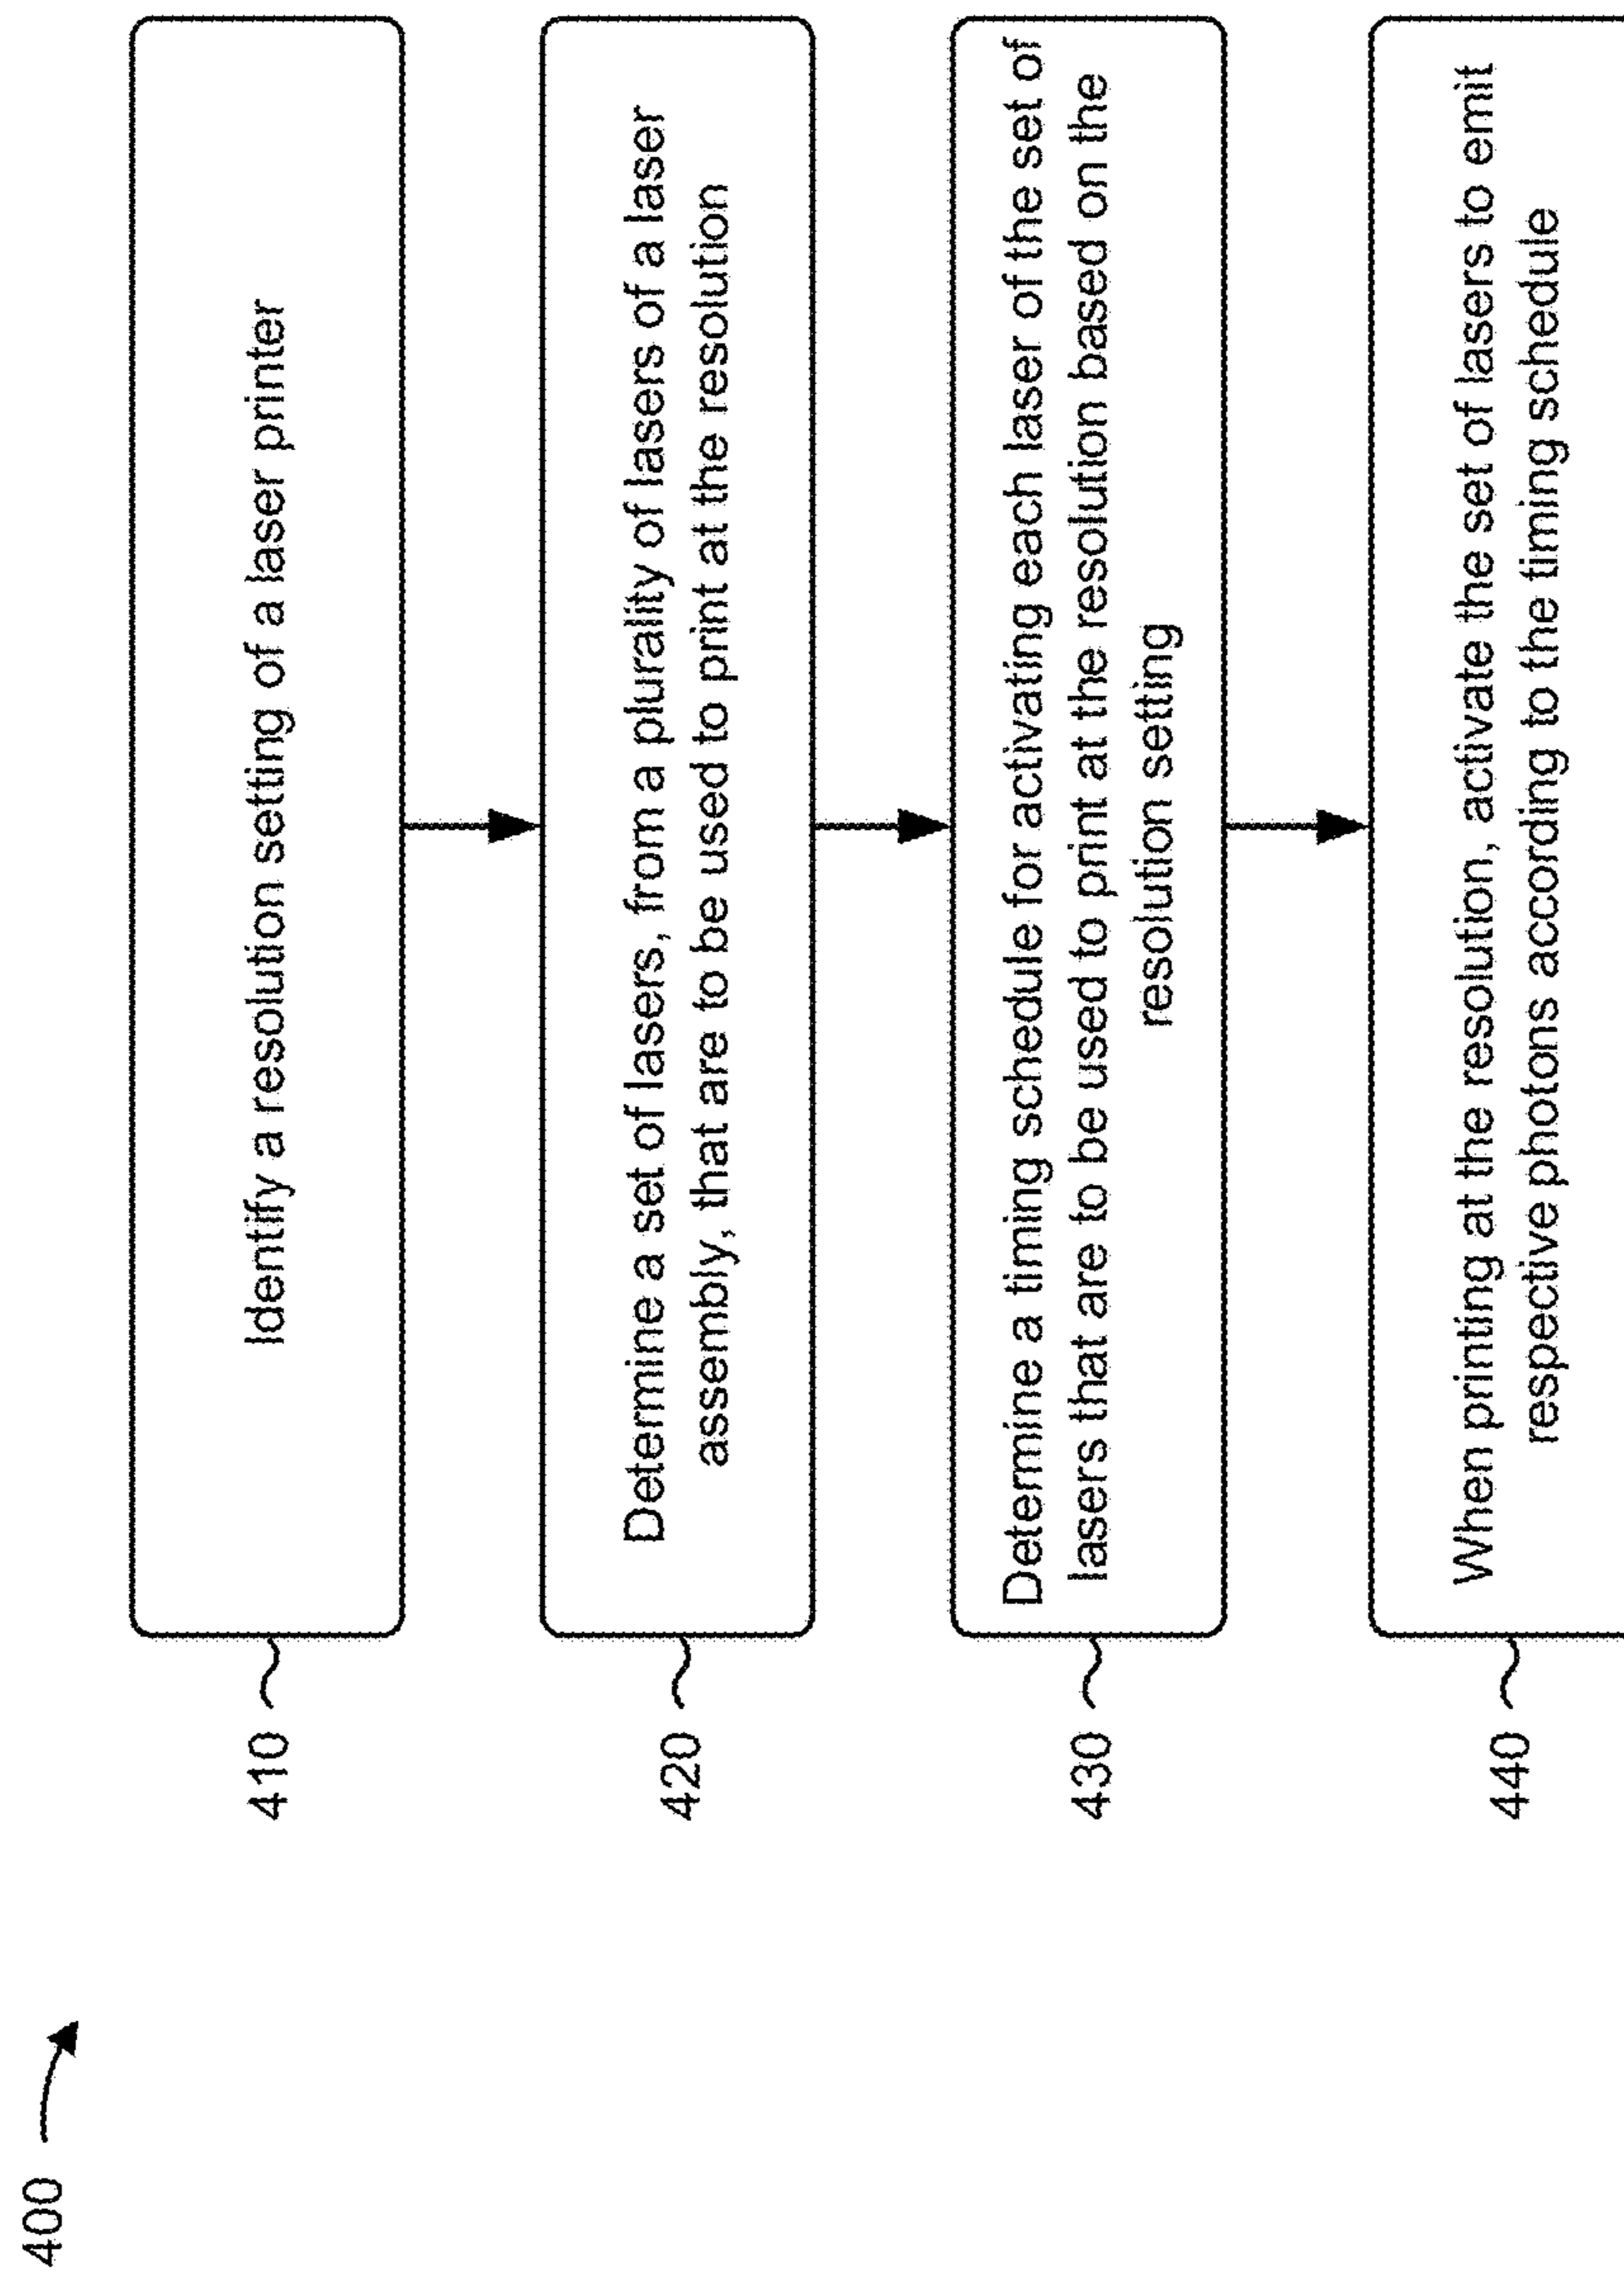 400
410
Identify a resolution setting of a laser printer
420
Determine a set of lasers, from a plurality of lasers of a laser
assembly, that are to be used to print at the resolution
430
Determine a timing schedule for activating each laser of the set of
lasers that are to be used to print at the resolution based on the
resolution setting
440
When printing at the resolution, activate the set of lasers to emit
respective photons according to the timing schedule